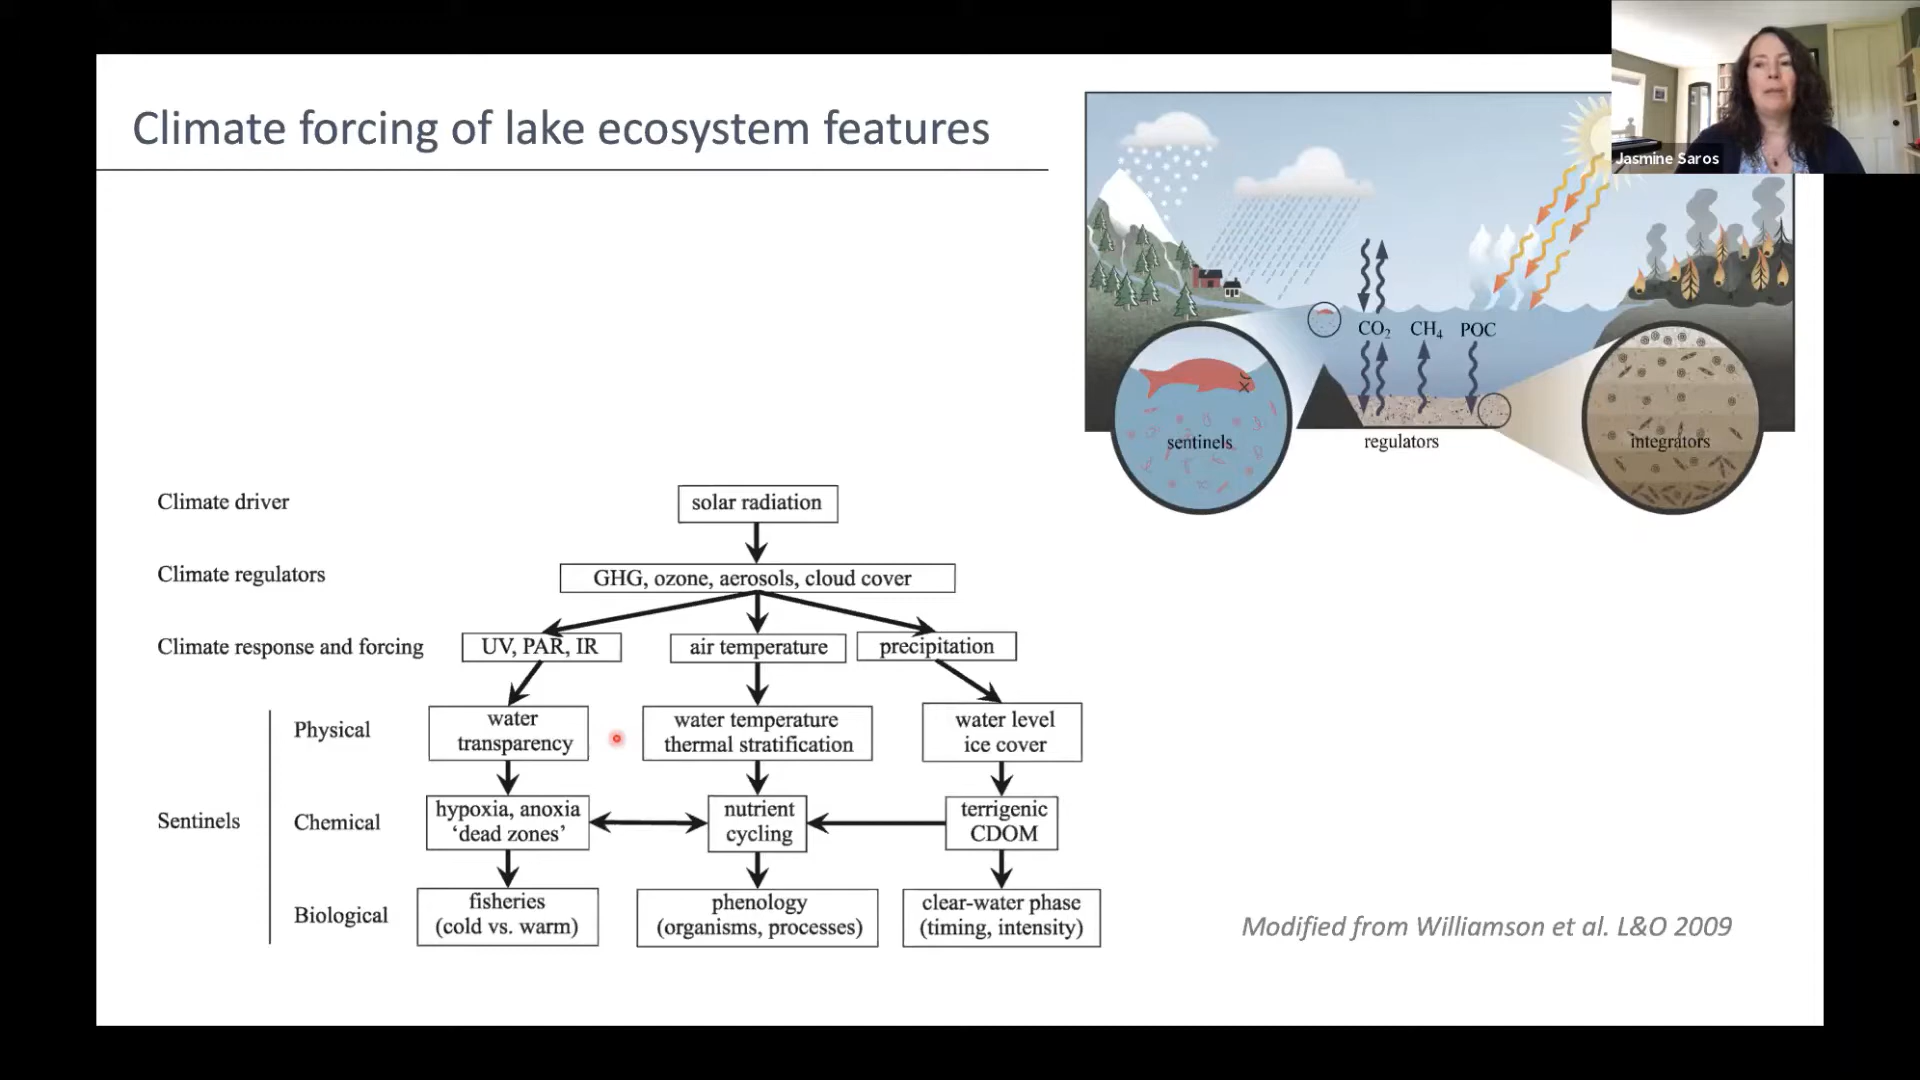 Climate forcing of lake ecosystem features
Jasmine Saros
CO2 CH4 POC
sentinels
regulators
integrators
Climate driver
solar radiation
Climate regulators
GHG, ozone, aerosols, cloud cover
Climate response and forcing
UV, PAR, IR
air temperature
precipitation
Sentinels
Physical
water
transparency
water temperature
thermal stratification
water level
ice cover
Chemical
hypoxia, anoxia
‘dead zones’
nutrient
cycling
terrigenic
CDOM
Biological
fisheries
(cold vs. warm)
phenology
(organisms, processes)
clear-water phase
(timing, intensity)
Modified from Williamson et al. L&O 2009